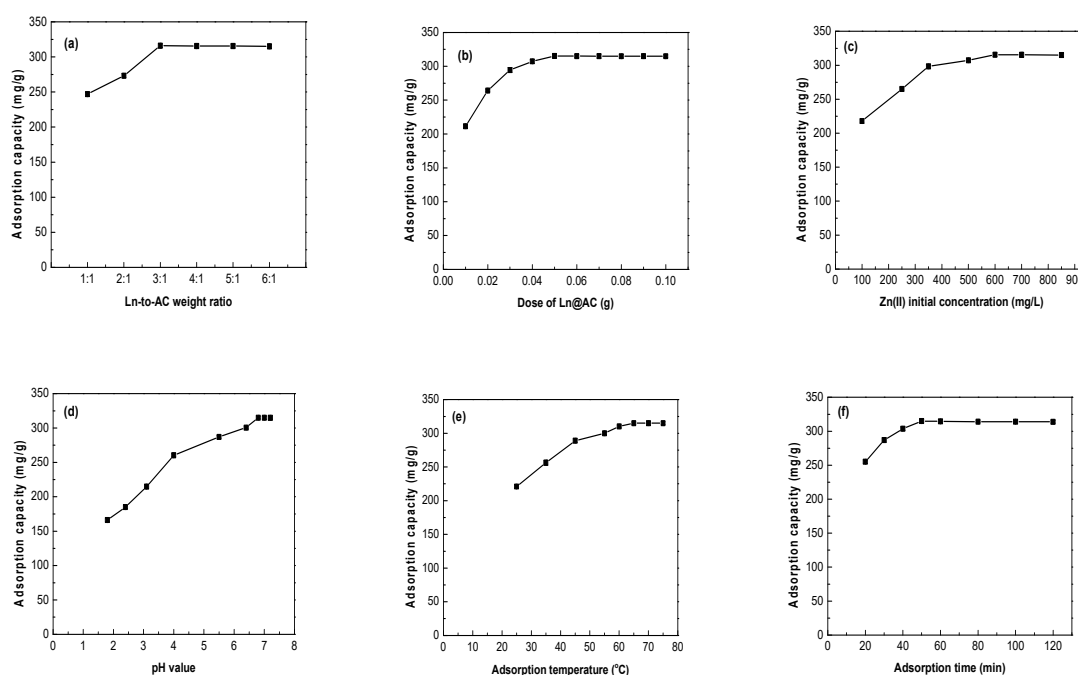 350
300
250
200
150
100
50
0
Adsorption capacity (mg/g)
(a)
1:1 2:1 3:1 4:1 5:1 6:1
Ln-to-AC weight ratio
350
300
250
200
150
100
50
0
Adsorption capacity (mg/g)
(b)
0.00 0.02 0.04 0.06 0.08 0.10
Dose of Ln@AC (g)
350
300
250
200
150
100
50
0
Adsorption capacity (mg/g)
(c)
0 100 200 300 400 500 600 700 800 900
Zn(II) initial concentration (mg/L)
350
300
250
200
150
100
50
0
Adsorption capacity (mg/g)
(d)
0 1 2 3 4 5 6 7 8
pH value
350
300
250
200
150
100
50
0
Adsorption capacity (mg/g)
(e)
0 10 20 30 40 50 60 70 80
Adsorption temperature (°C)
350
300
250
200
150
100
50
0
Adsorption capacity (mg/g)
(f)
0 20 40 60 80 100 120
Adsorption time (min)